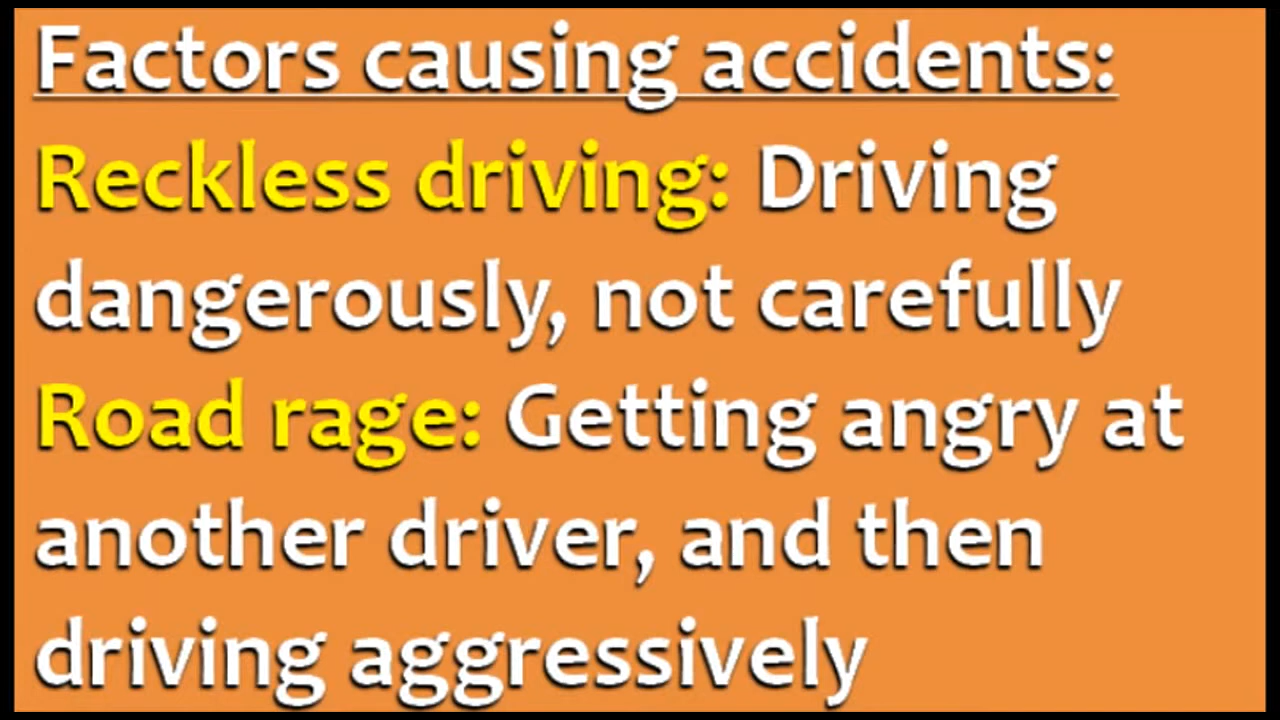 Factors causing accidents:
Reckless driving: Driving
dangerously, not carefully
Road rage: Getting angry at
another driver, and then
driving aggressively